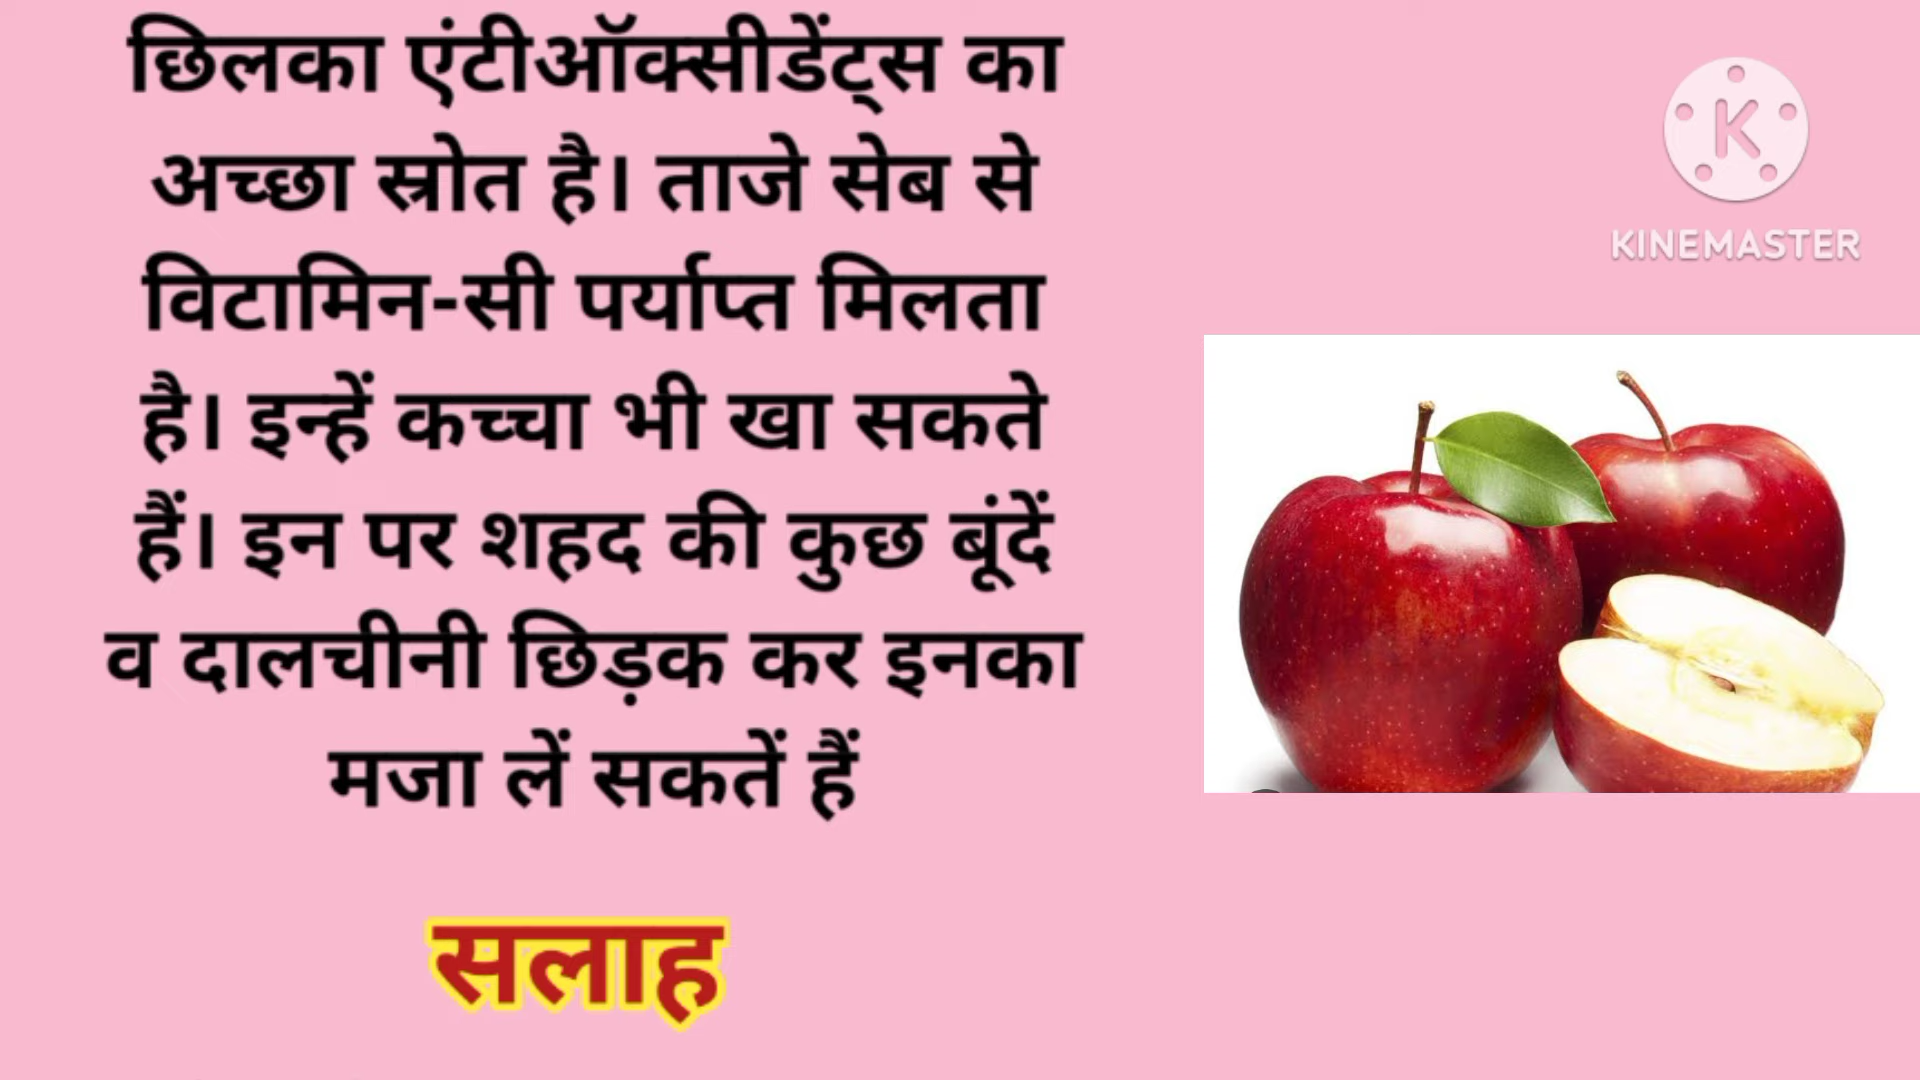 छिलका एंटीऑक्सीडेंट्स का
अच्छा स्रोत है। ताजे सेब से
विटामिन-सी पर्याप्त मिलता
है। इन्हें कच्चा भी खा सकते
हैं। इन पर शहद की कुछ बूंदें
व दालचीनी छिड़क कर इनका
मजा लें सकतें हैं
सलाह
K
KINEMASTER